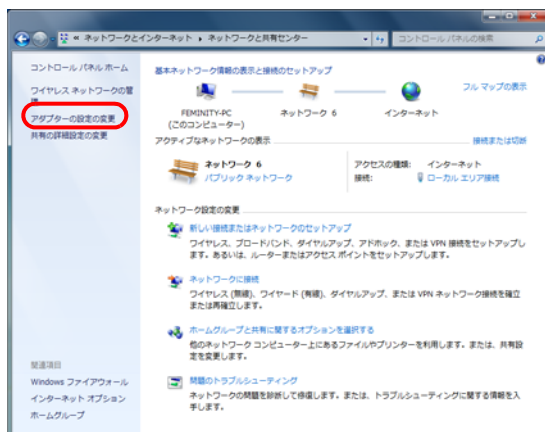 « ネットワークとインターネット ▸ ネットワークと共有センター
コントロール パネルの検索
コントロール パネル ホーム
ワイヤレス ネットワークの管
アダプターの設定の変更
共有の詳細設定の変更
基本ネットワーク情報の表示と接続のセットアップ
フル マップの表示
FEMINITY-PC
(このコンピューター)
ネットワーク 6
インターネット
アクティブなネットワークの表示
接続または切断
ネットワーク 6
パブリック ネットワーク
アクセスの種類: インターネット
接続: ローカル エリア接続
ネットワーク設定の変更
新しい接続またはネットワークのセットアップ
ワイヤレス、ブロードバンド、ダイヤルアップ、アドホック、または VPN 接続をセットアップし
ます。あるいは、ルーターまたはアクセス ポイントをセットアップします。
ネットワークに接続
ワイヤレス (無線)、ワイヤード (有線)、ダイヤルアップ、または VPN ネットワーク接続を確立
または再確立します。
ホームグループと共有に関するオプションを選択する
他のネットワーク コンピューター上にあるファイルやプリンターを利用します。または、共有設
定を変更します。
問題のトラブルシューティング
ネットワークの問題を診断して修復します。または、トラブルシューティングに関する情報を入
手します。
関連項目
Windows ファイアウォール
インターネット オプション
ホームグループ